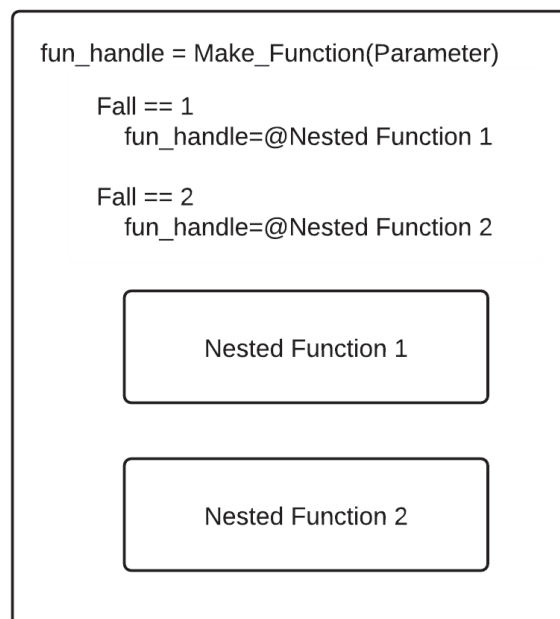 fun_handle = Make_Function(Parameter)
Fall == 1
fun_handle=@Nested Function 1
Fall == 2
fun_handle=@Nested Function 2
Nested Function 1
Nested Function 2